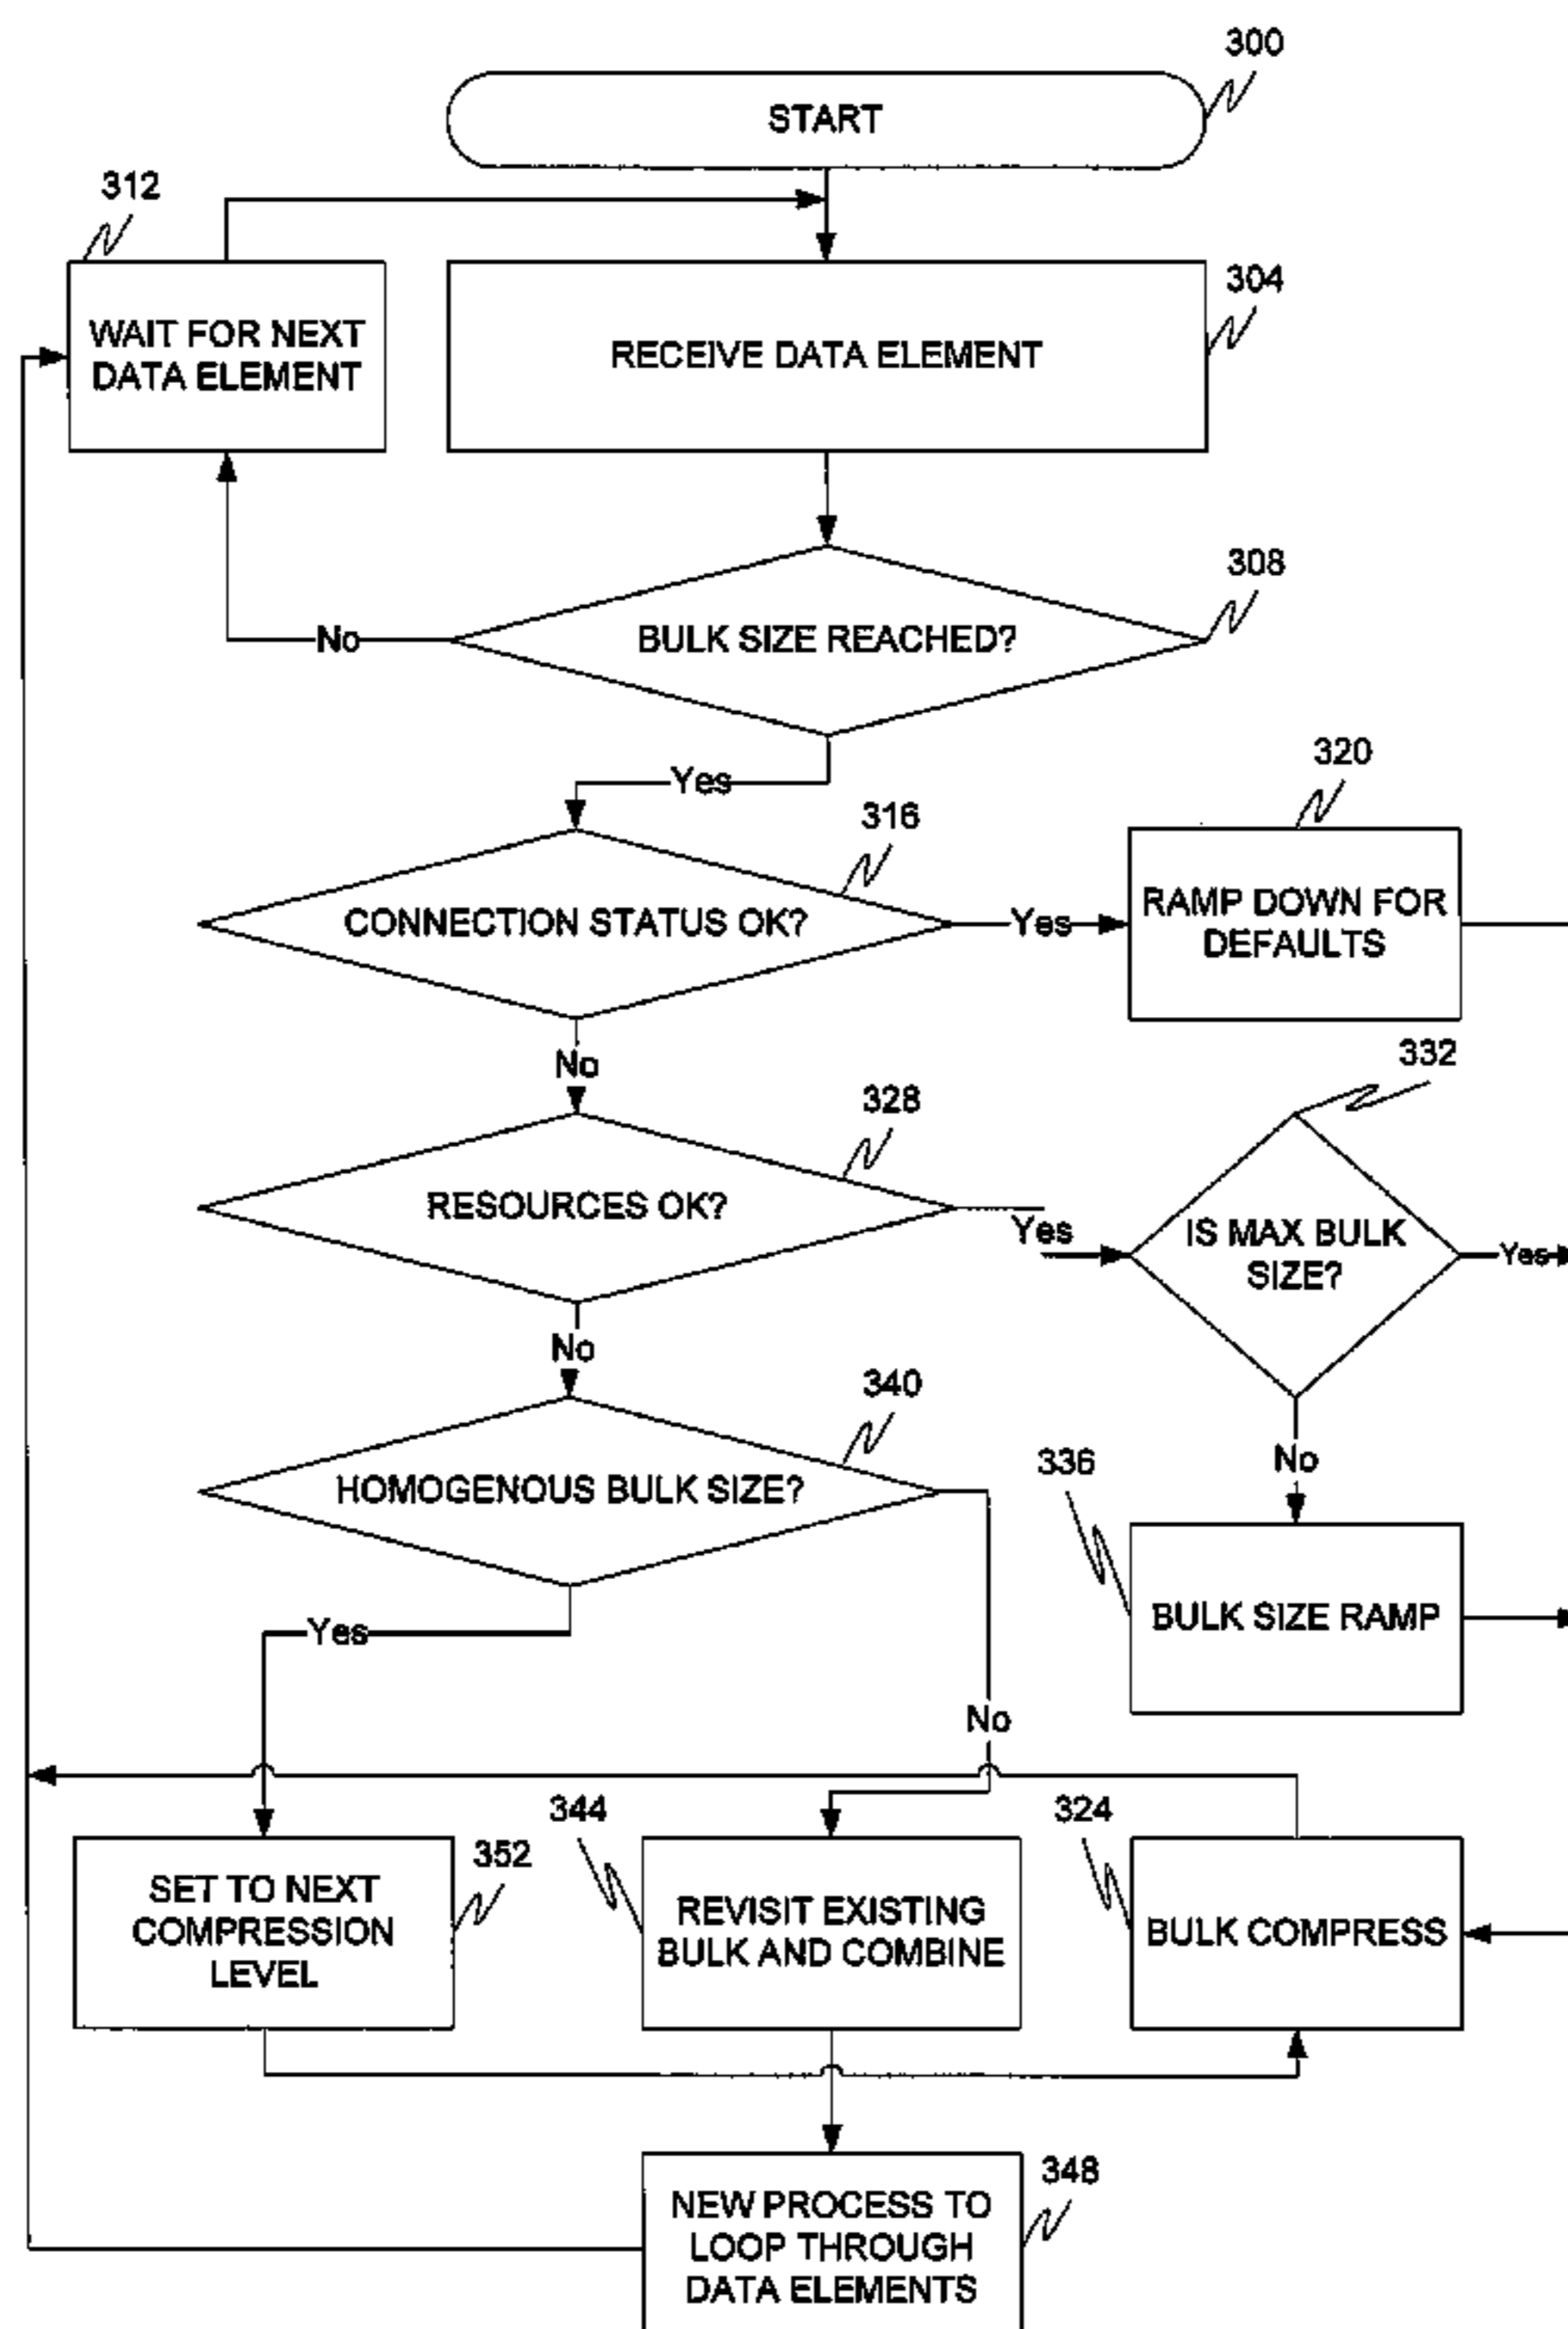 300
START
312
WAIT FOR NEXT
DATA ELEMENT
304
RECEIVE DATA ELEMENT
308
BULK SIZE REACHED?
No
Yes
316
CONNECTION STATUS OK?
Yes
320
RAMP DOWN FOR
DEFAULTS
No
328
RESOURCES OK?
Yes
332
IS MAX BULK
SIZE?
Yes
No
340
HOMOGENOUS BULK SIZE?
No
336
BULK SIZE RAMP
Yes
No
352
SET TO NEXT
COMPRESSION
LEVEL
344
REVISIT EXISTING
BULK AND COMBINE
324
BULK COMPRESS
348
NEW PROCESS TO
LOOP THROUGH
DATA ELEMENTS